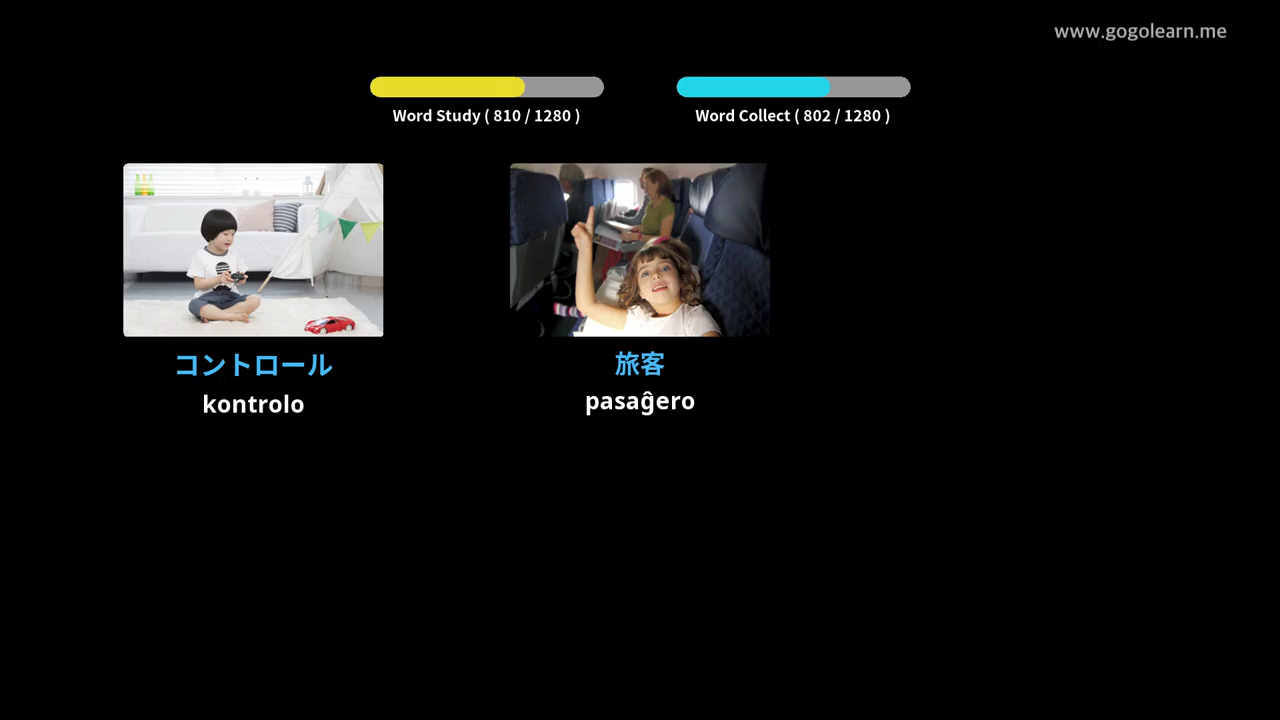 www.gogolearn.me
Word Study ( 810 / 1280 )
Word Collect ( 802 / 1280 )
コントロール
kontrolo
旅客
pasaĝero